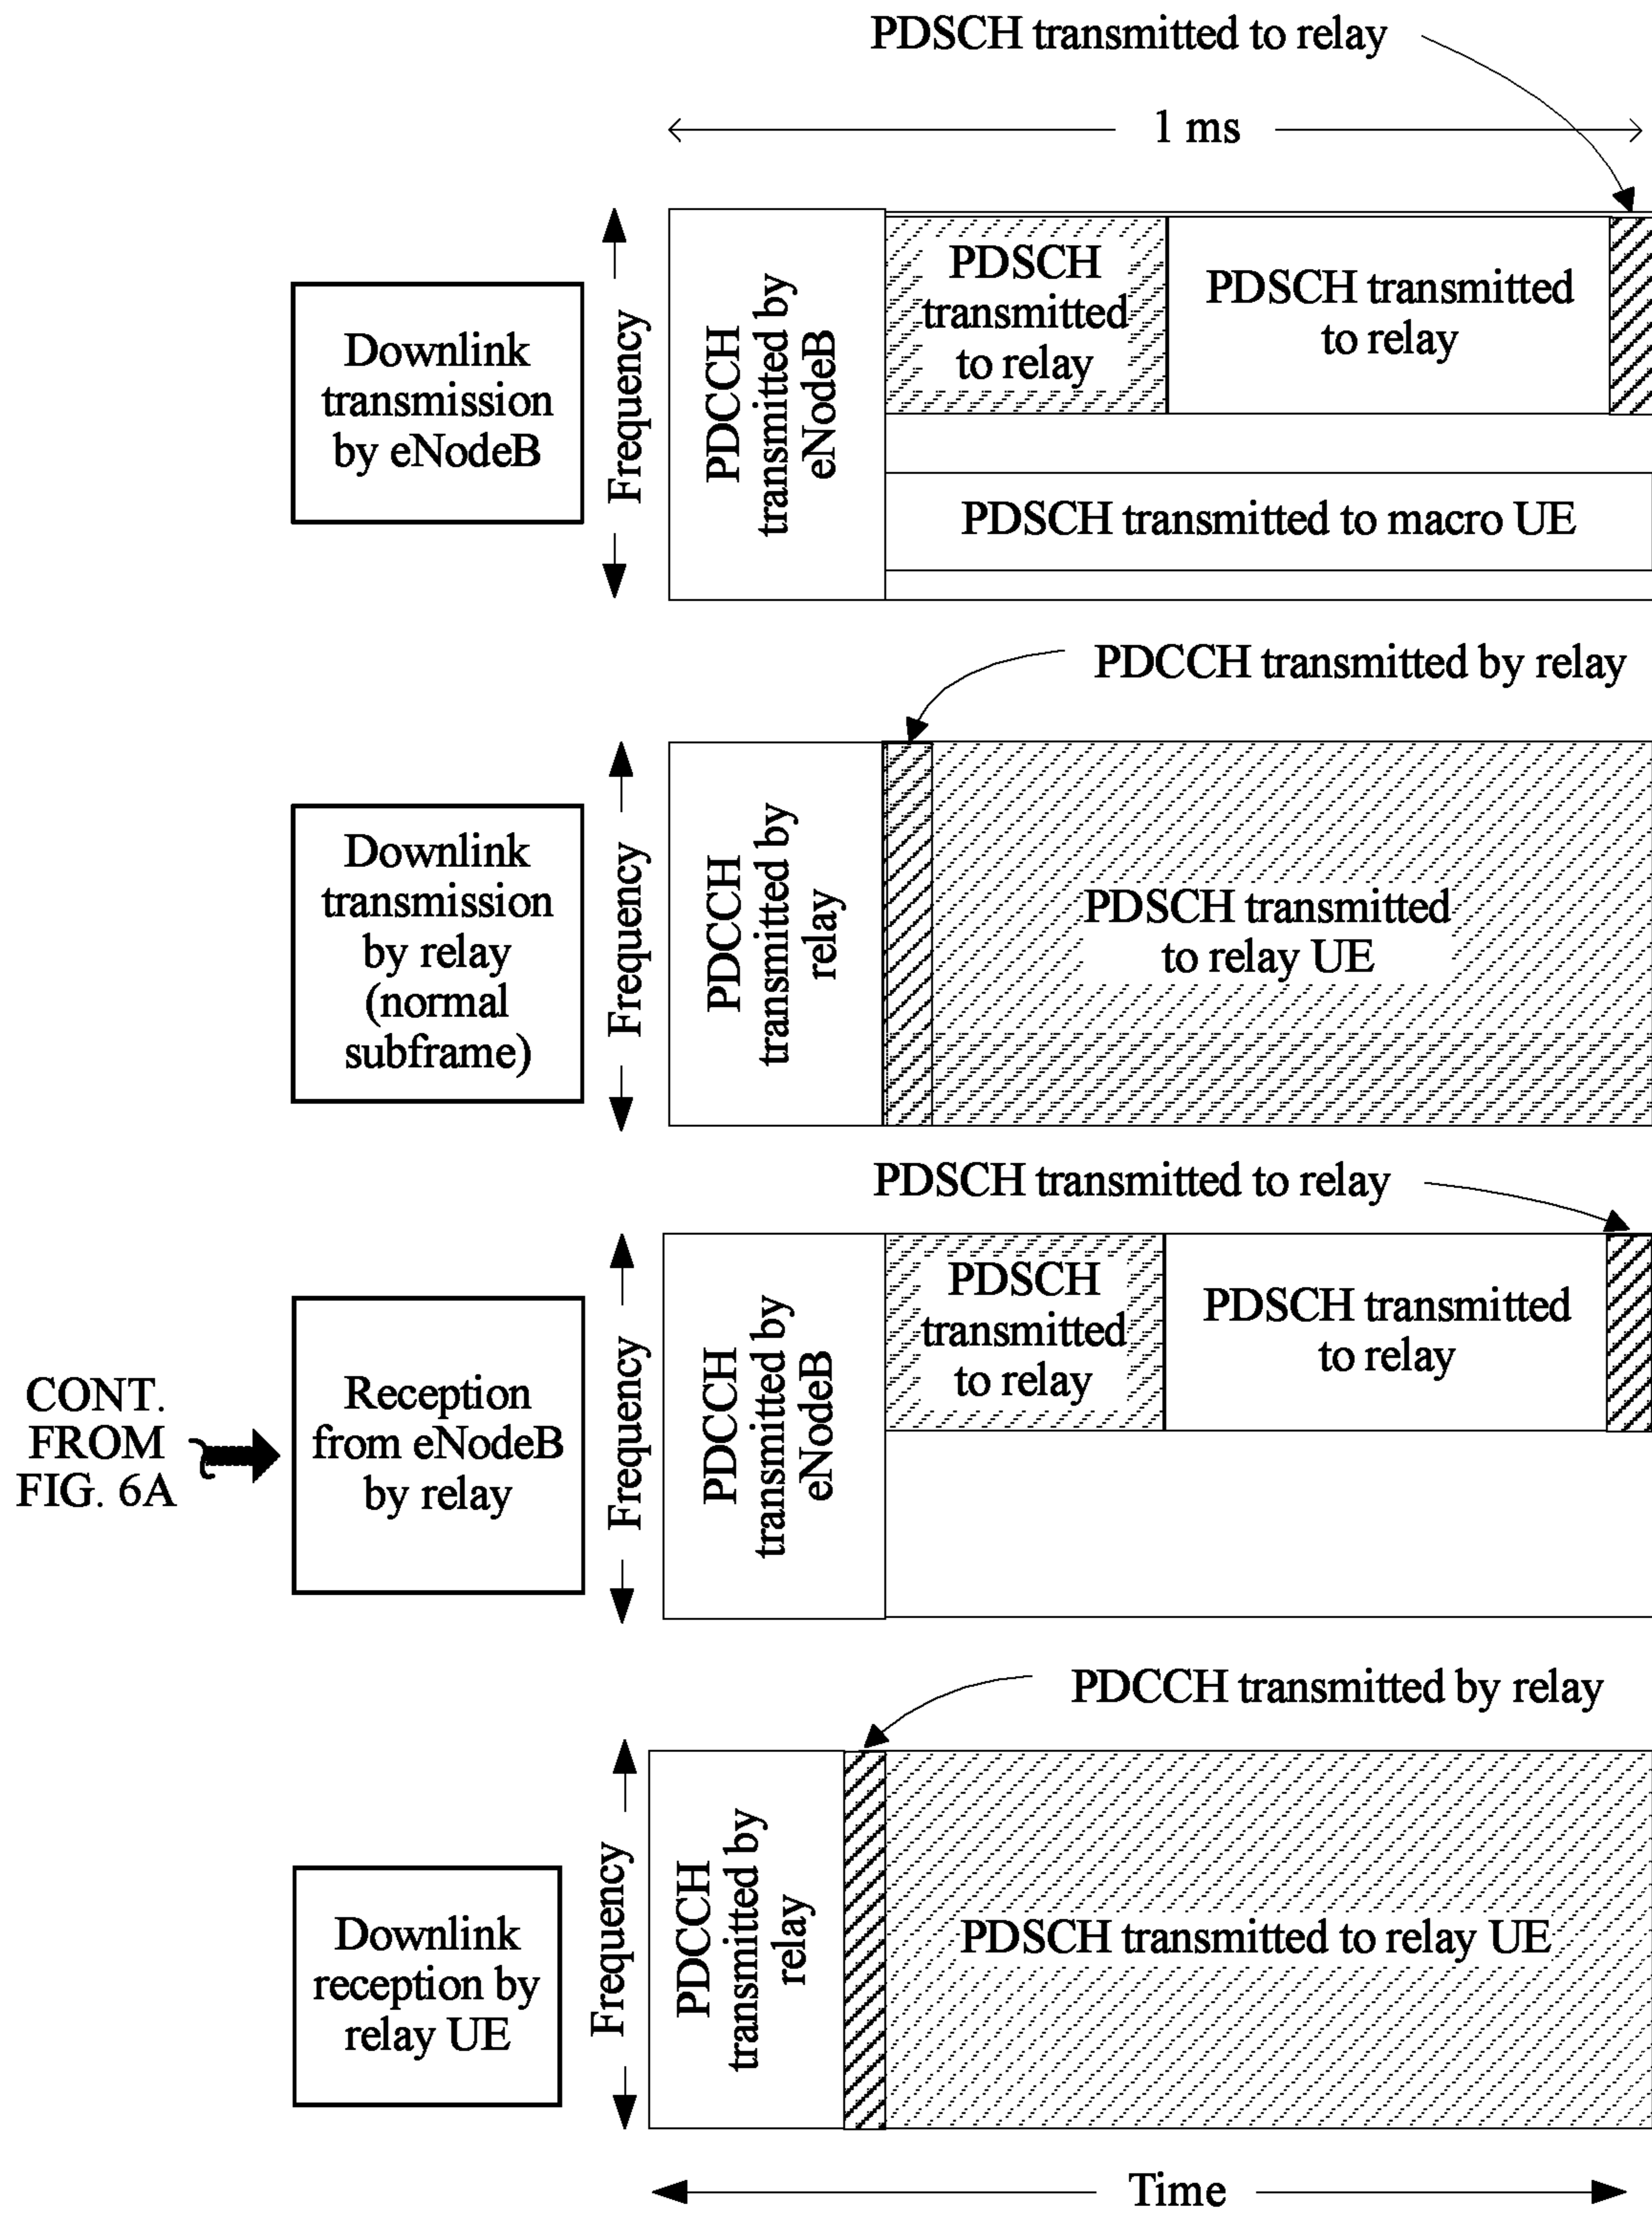 PDSCH transmitted to relay
1 ms
Downlink
transmission
by eNodeB
Frequency
PDCCH
transmitted by
eNodeB
PDSCH
transmitted
to relay
PDSCH transmitted
to relay
PDSCH transmitted to macro UE
PDCCH transmitted by relay
Downlink
transmission
by relay
(normal
subframe)
Frequency
PDCCH
transmitted by
relay
PDSCH transmitted
to relay UE
PDSCH transmitted to relay
CONT.
FROM
FIG. 6A
Reception
from eNodeB
by relay
Frequency
PDCCH
transmitted by
eNodeB
PDSCH
transmitted
to relay
PDSCH transmitted
to relay
PDCCH transmitted by relay
Downlink
reception by
relay UE
Frequency
PDCCH
transmitted by
relay
PDSCH transmitted to relay UE
Time